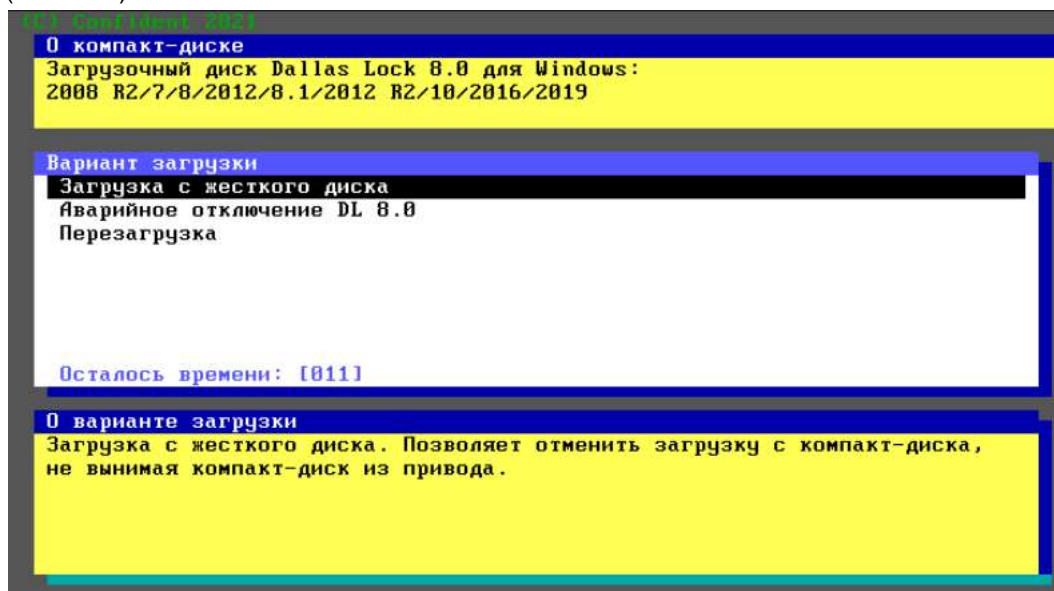 (C) Confident 2021
О компакт-диске
Загрузочный диск Dallas Lock 8.0 для Windows:
2008 R2/7/8/2012/8.1/2012 R2/10/2016/2019
Вариант загрузки
Загрузка с жесткого диска
Аварийное отключение DL 8.0
Перезагрузка
Осталось времени: [011]
О варианте загрузки
Загрузка с жесткого диска. Позволяет отменить загрузку с компакт-диска,
не вынимая компакт-диск из привода.